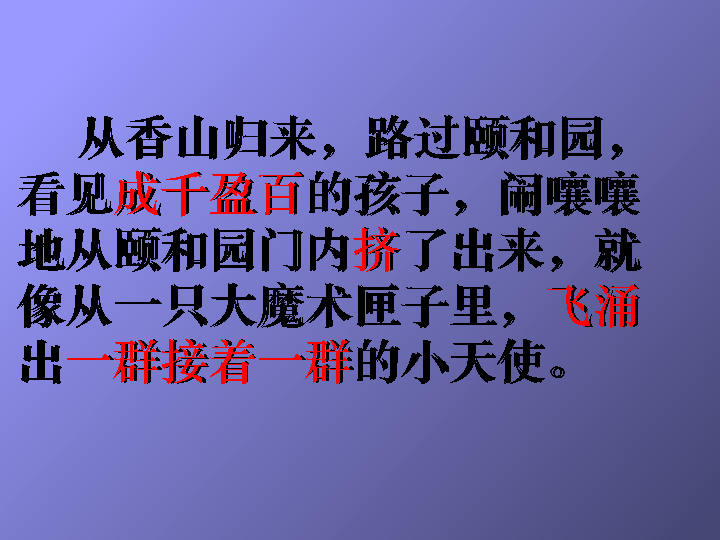 从香山归来，路过颐和园，
看见成千盈百的孩子，闹嚷嚷
地从颐和园门内挤了出来，就
像从一只大魔术匣子里，飞涌
出一群接着一群的小天使。